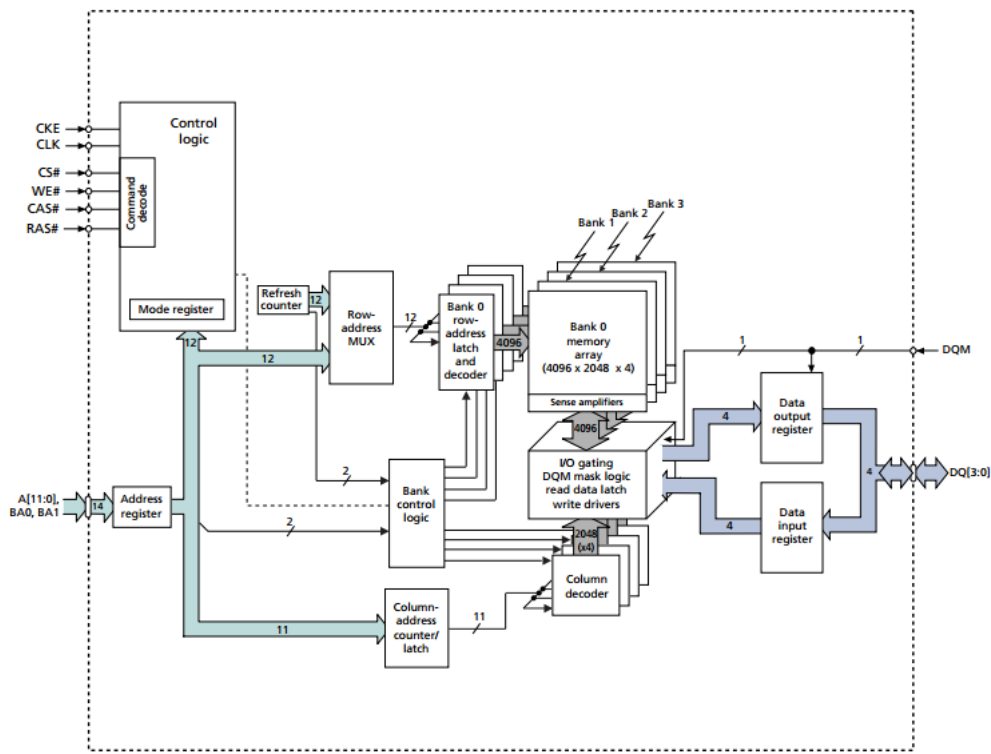 CKE
CLK
CS#
WE#
CAS#
RAS#
Control
logic
Command
decode
Mode register
Bank 1
Bank 2
Bank 3
Refresh
counter
12
Row-
address
MUX
12
Bank 0
row-
address
latch
and
decoder
4096
Bank 0
memory
array
(4096 x 2048 x 4)
Sense amplifiers
1
1
DQM
12
12
4096
4
Data
output
register
I/O gating
DQM mask logic
read data latch
write drivers
4
DQ[3:0]
2
Bank
control
logic
A[11:0],
BA0, BA1
14
Address
register
2
4
Data
input
register
2048
(x4)
Column
decoder
11
Column-
address
counter/
latch
11